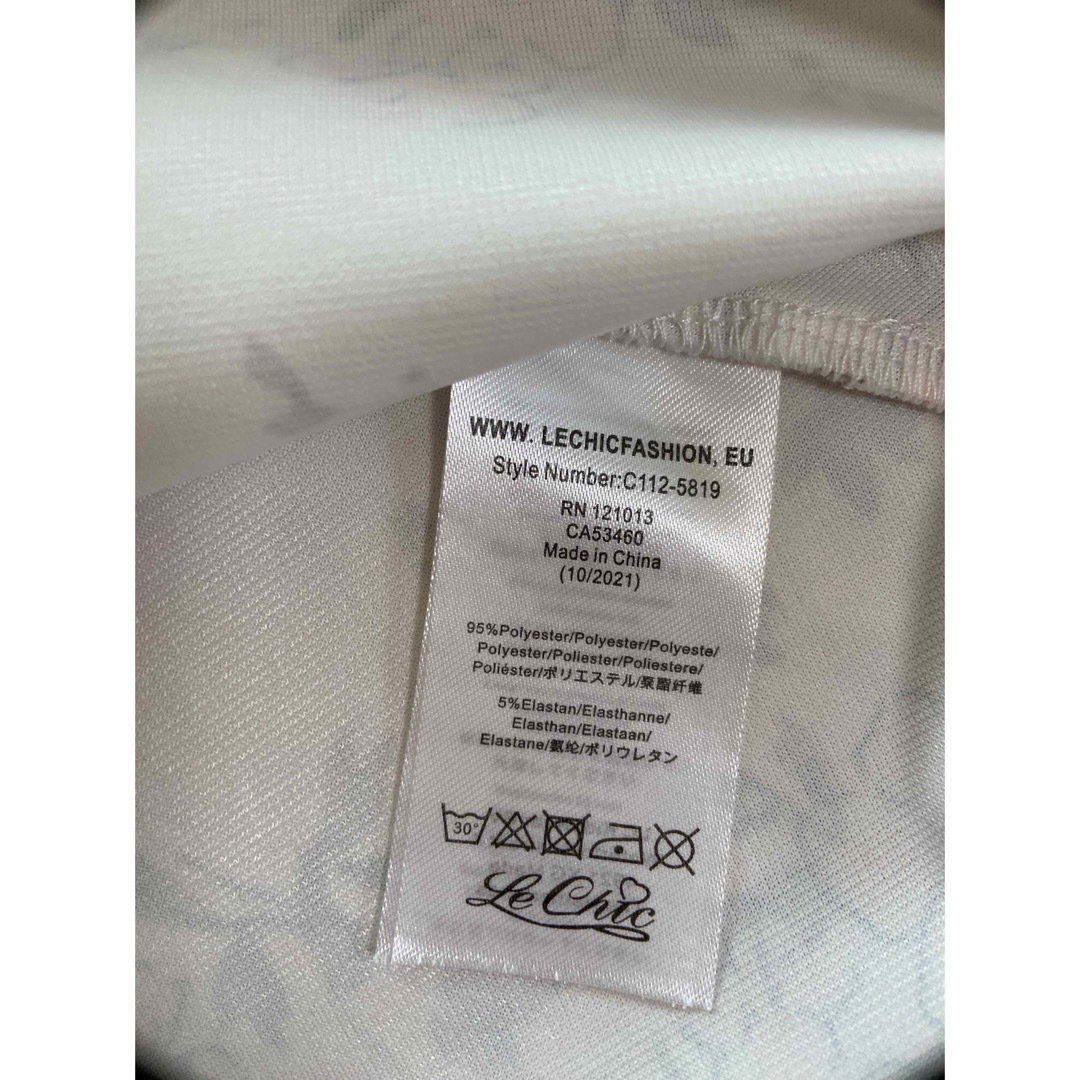 WWW. LECHICFASHION, EU
Style Number:C112-5819
RN 121013
CA53460
Made in China
(10/2021)
95%Polyester/Polyester/Polyeste/
Polyester/Poliester/Poliestere/
Poliéster/ポリエステル/聚脂纤维
5%Elastan/Elasthanne/
Elasthan/Elastaan/
Elastane/氨纶/ポリウレタン
30°
Le Chic